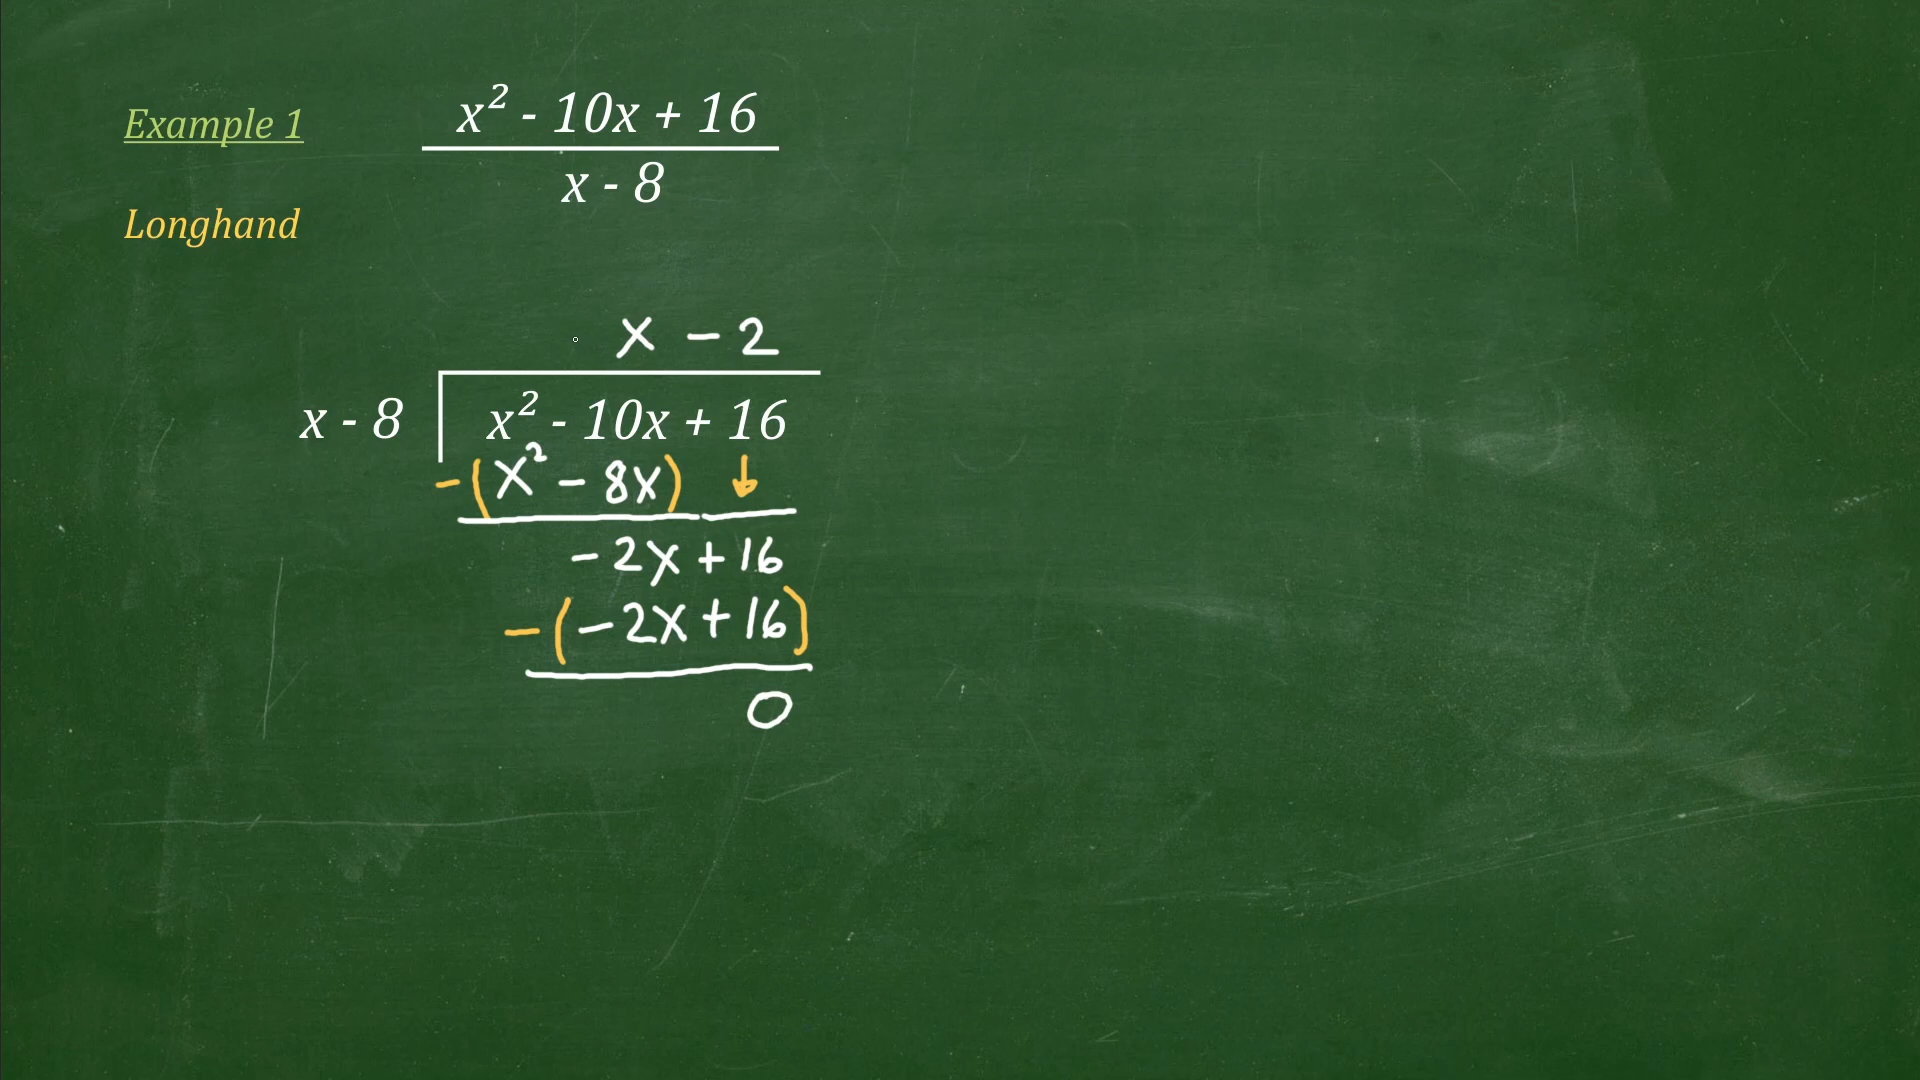 Example 1
x² - 10x + 16
x - 8
Longhand
x - 2
x - 8
x² - 10x + 16
-(x² - 8x)
- 2x + 16
-(- 2x + 16)
0